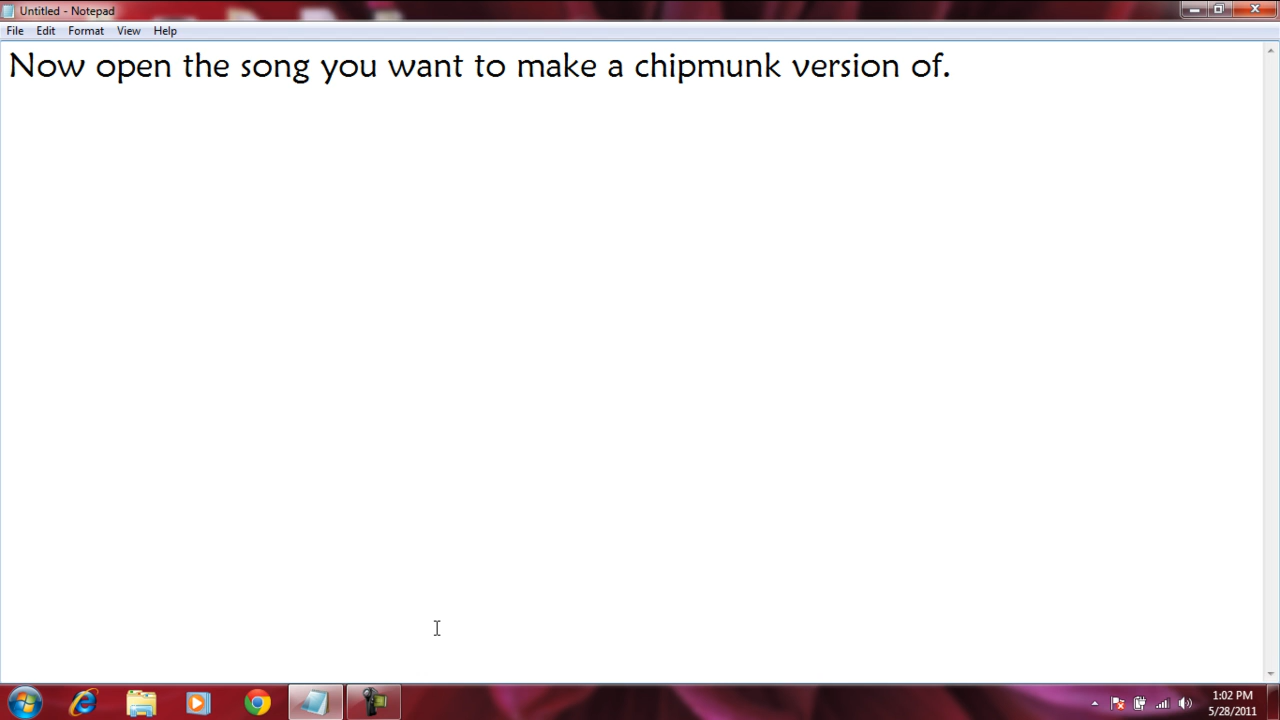 Untitled - Notepad
File Edit Format View Help
Now open the song you want to make a chipmunk version of.
1:02 PM
5/28/2011